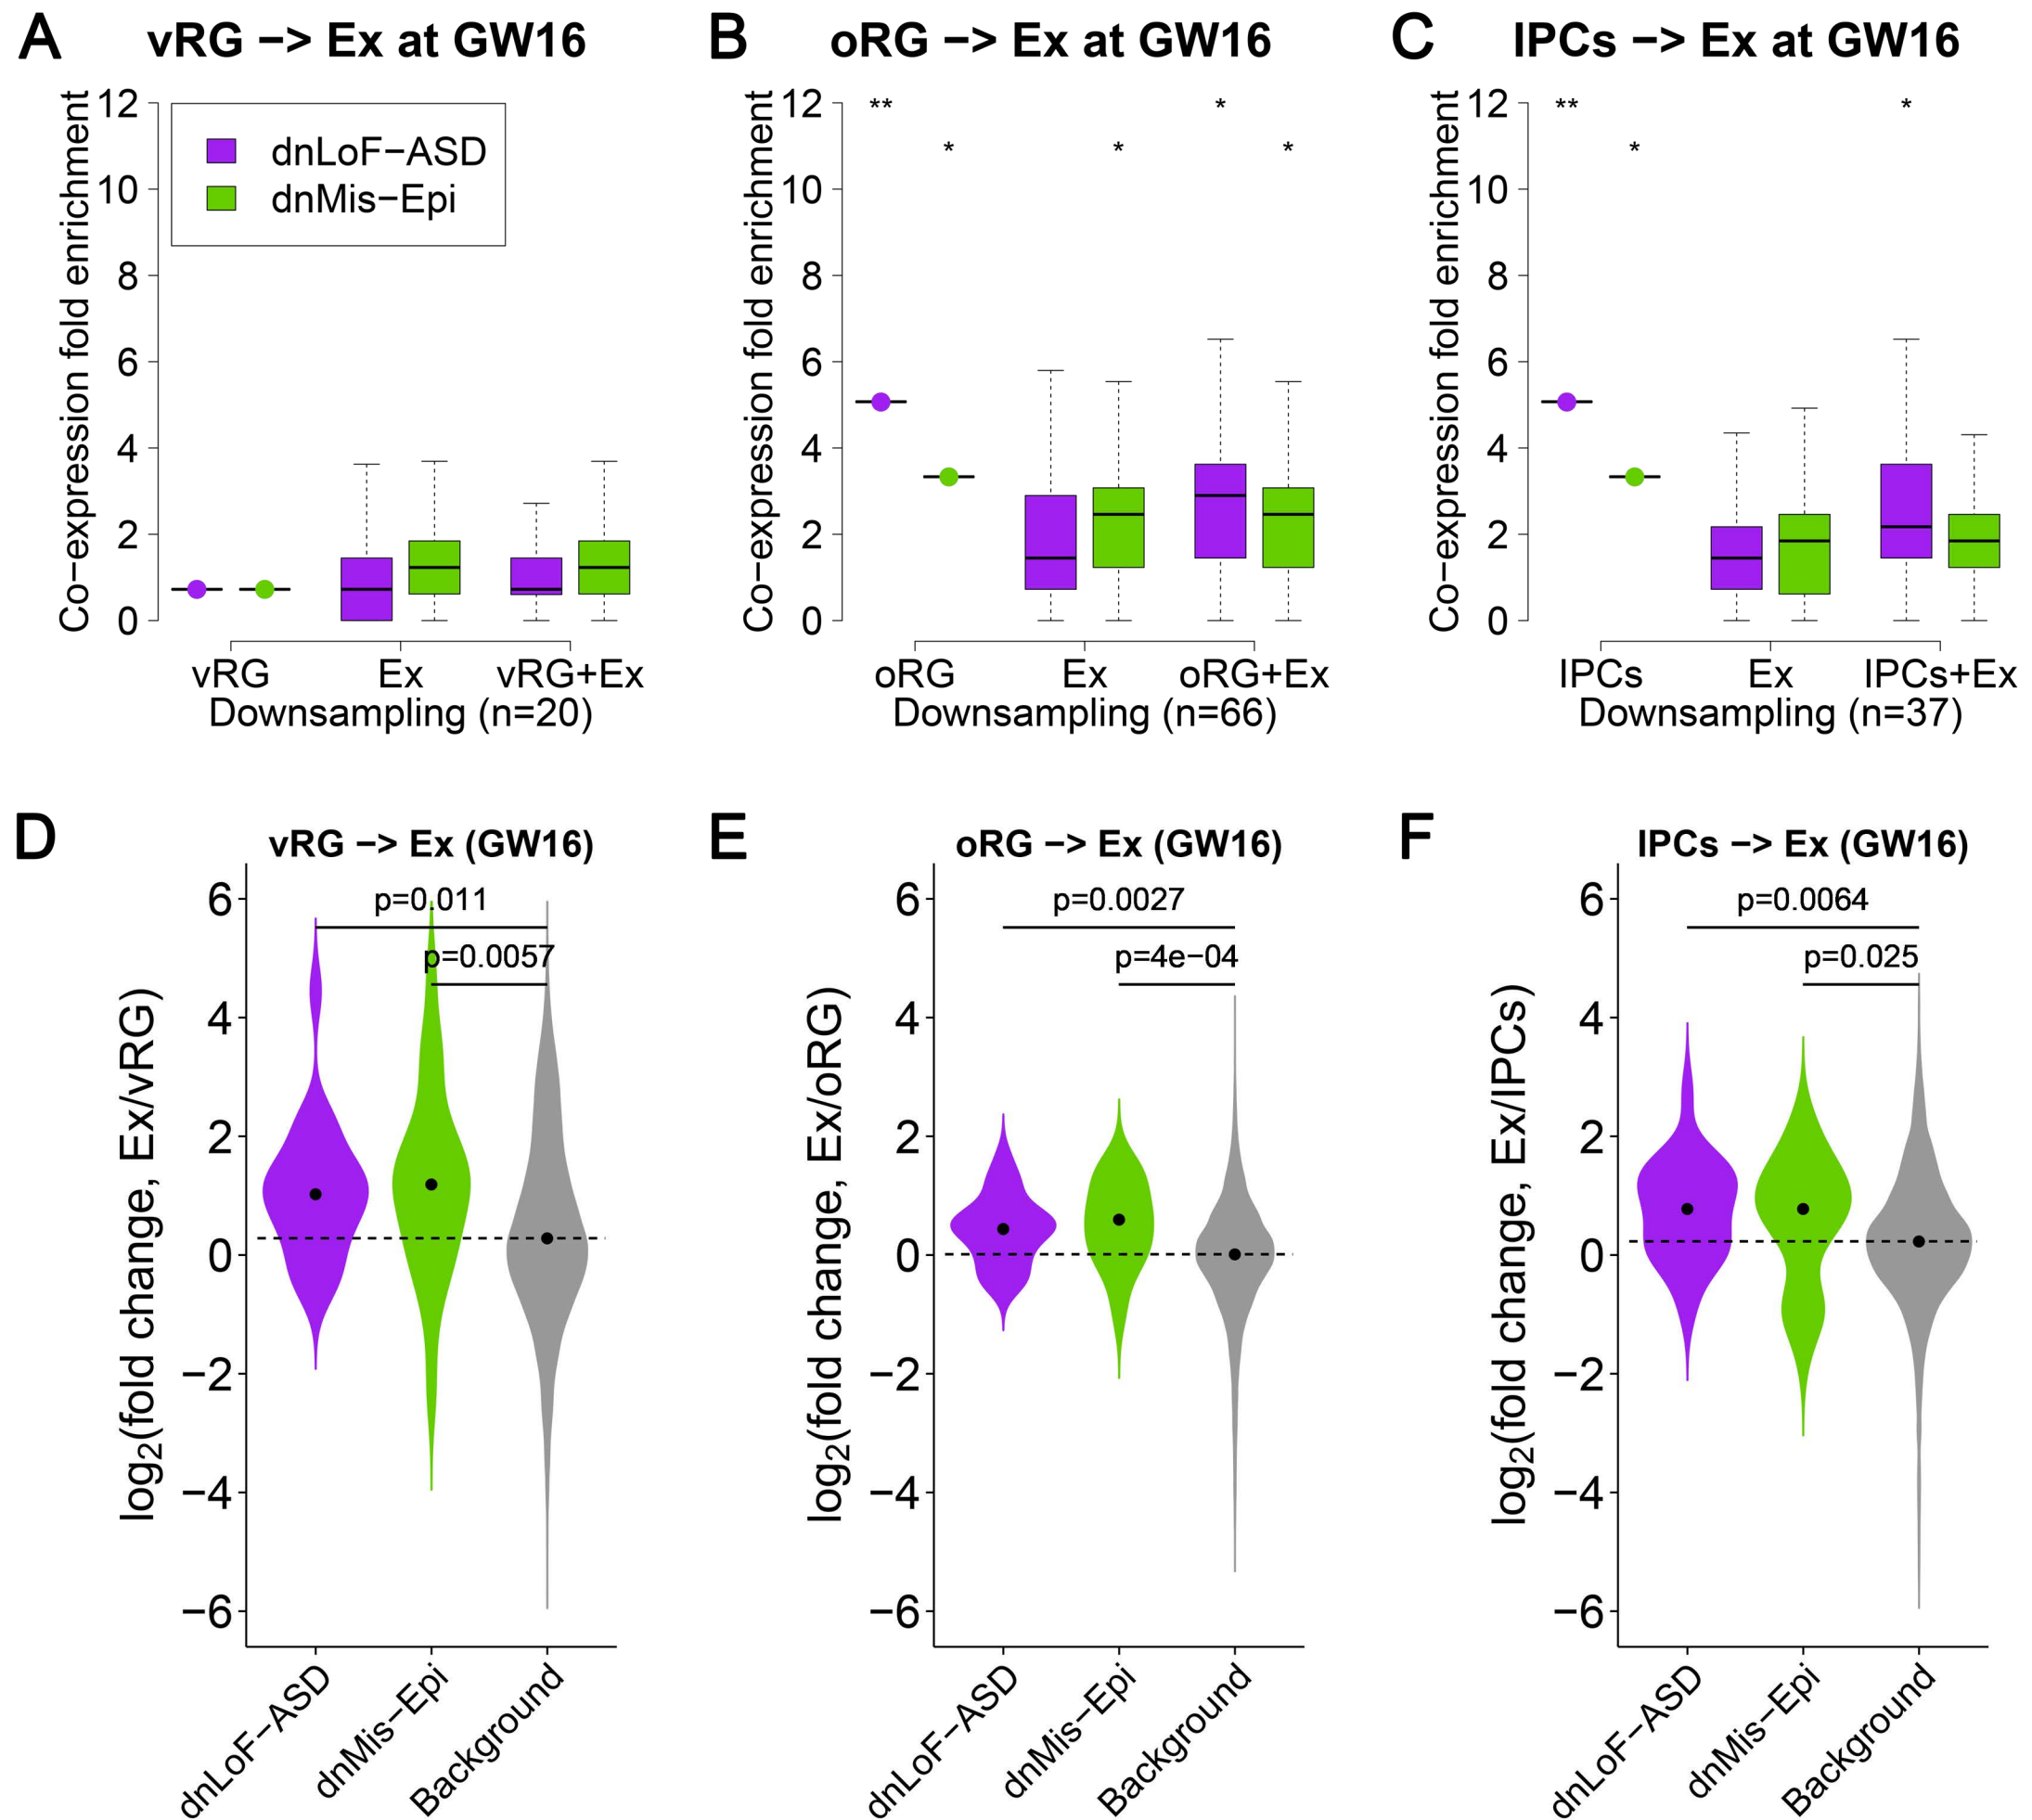 A vRG −> Ex at GW16
Co−expression fold enrichment
12
10
8
6
4
2
0
dnLoF−ASD
dnMis−Epi
vRG Ex vRG+Ex
Downsampling (n=20)
B oRG −> Ex at GW16
Co−expression fold enrichment
12
10
8
6
4
2
0
** * * * *
oRG Ex oRG+Ex
Downsampling (n=66)
C IPCs −> Ex at GW16
Co−expression fold enrichment
12
10
8
6
4
2
0
** * *
IPCs Ex IPCs+Ex
Downsampling (n=37)
D vRG −> Ex (GW16)
log2(fold change, Ex/vRG)
6
4
2
0
−2
−4
−6
p=0.011
p=0.0057
dnLoF−ASD
dnMis−Epi
Background
E oRG −> Ex (GW16)
log2(fold change, Ex/oRG)
6
4
2
0
−2
−4
−6
p=0.0027
p=4e−04
dnLoF−ASD
dnMis−Epi
Background
F IPCs −> Ex (GW16)
log2(fold change, Ex/IPCs)
6
4
2
0
−2
−4
−6
p=0.0064
p=0.025
dnLoF−ASD
dnMis−Epi
Background